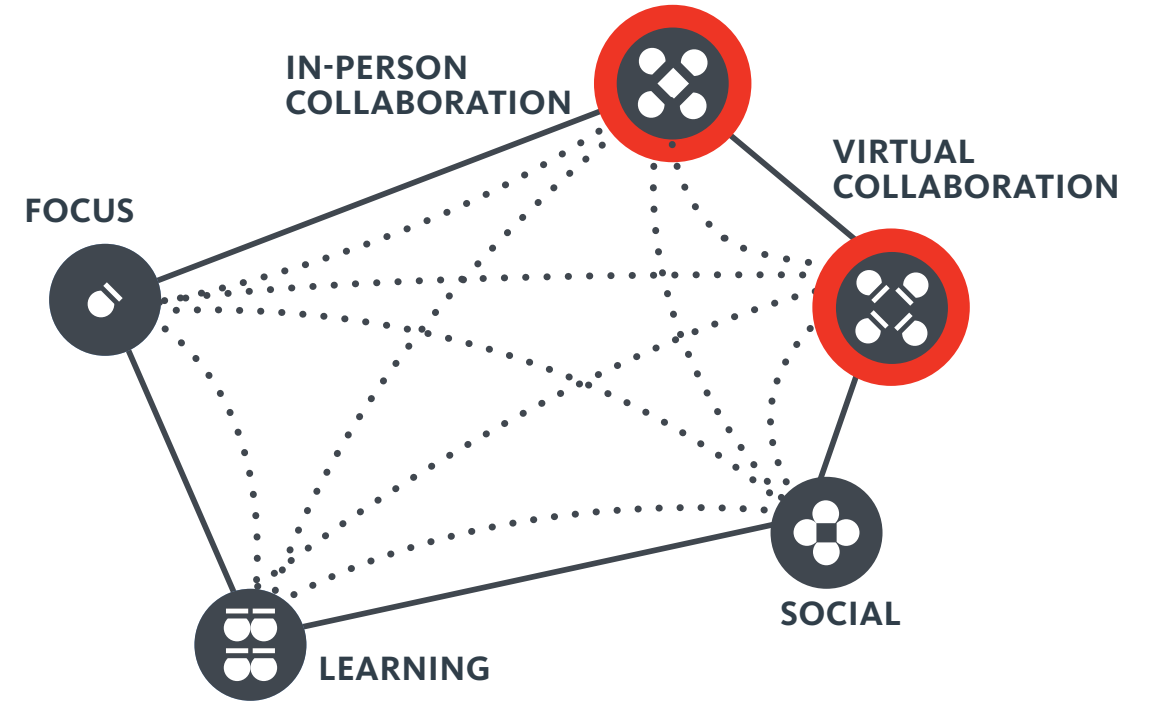 IN-PERSON
COLLABORATION
VIRTUAL
COLLABORATION
FOCUS
SOCIAL
LEARNING